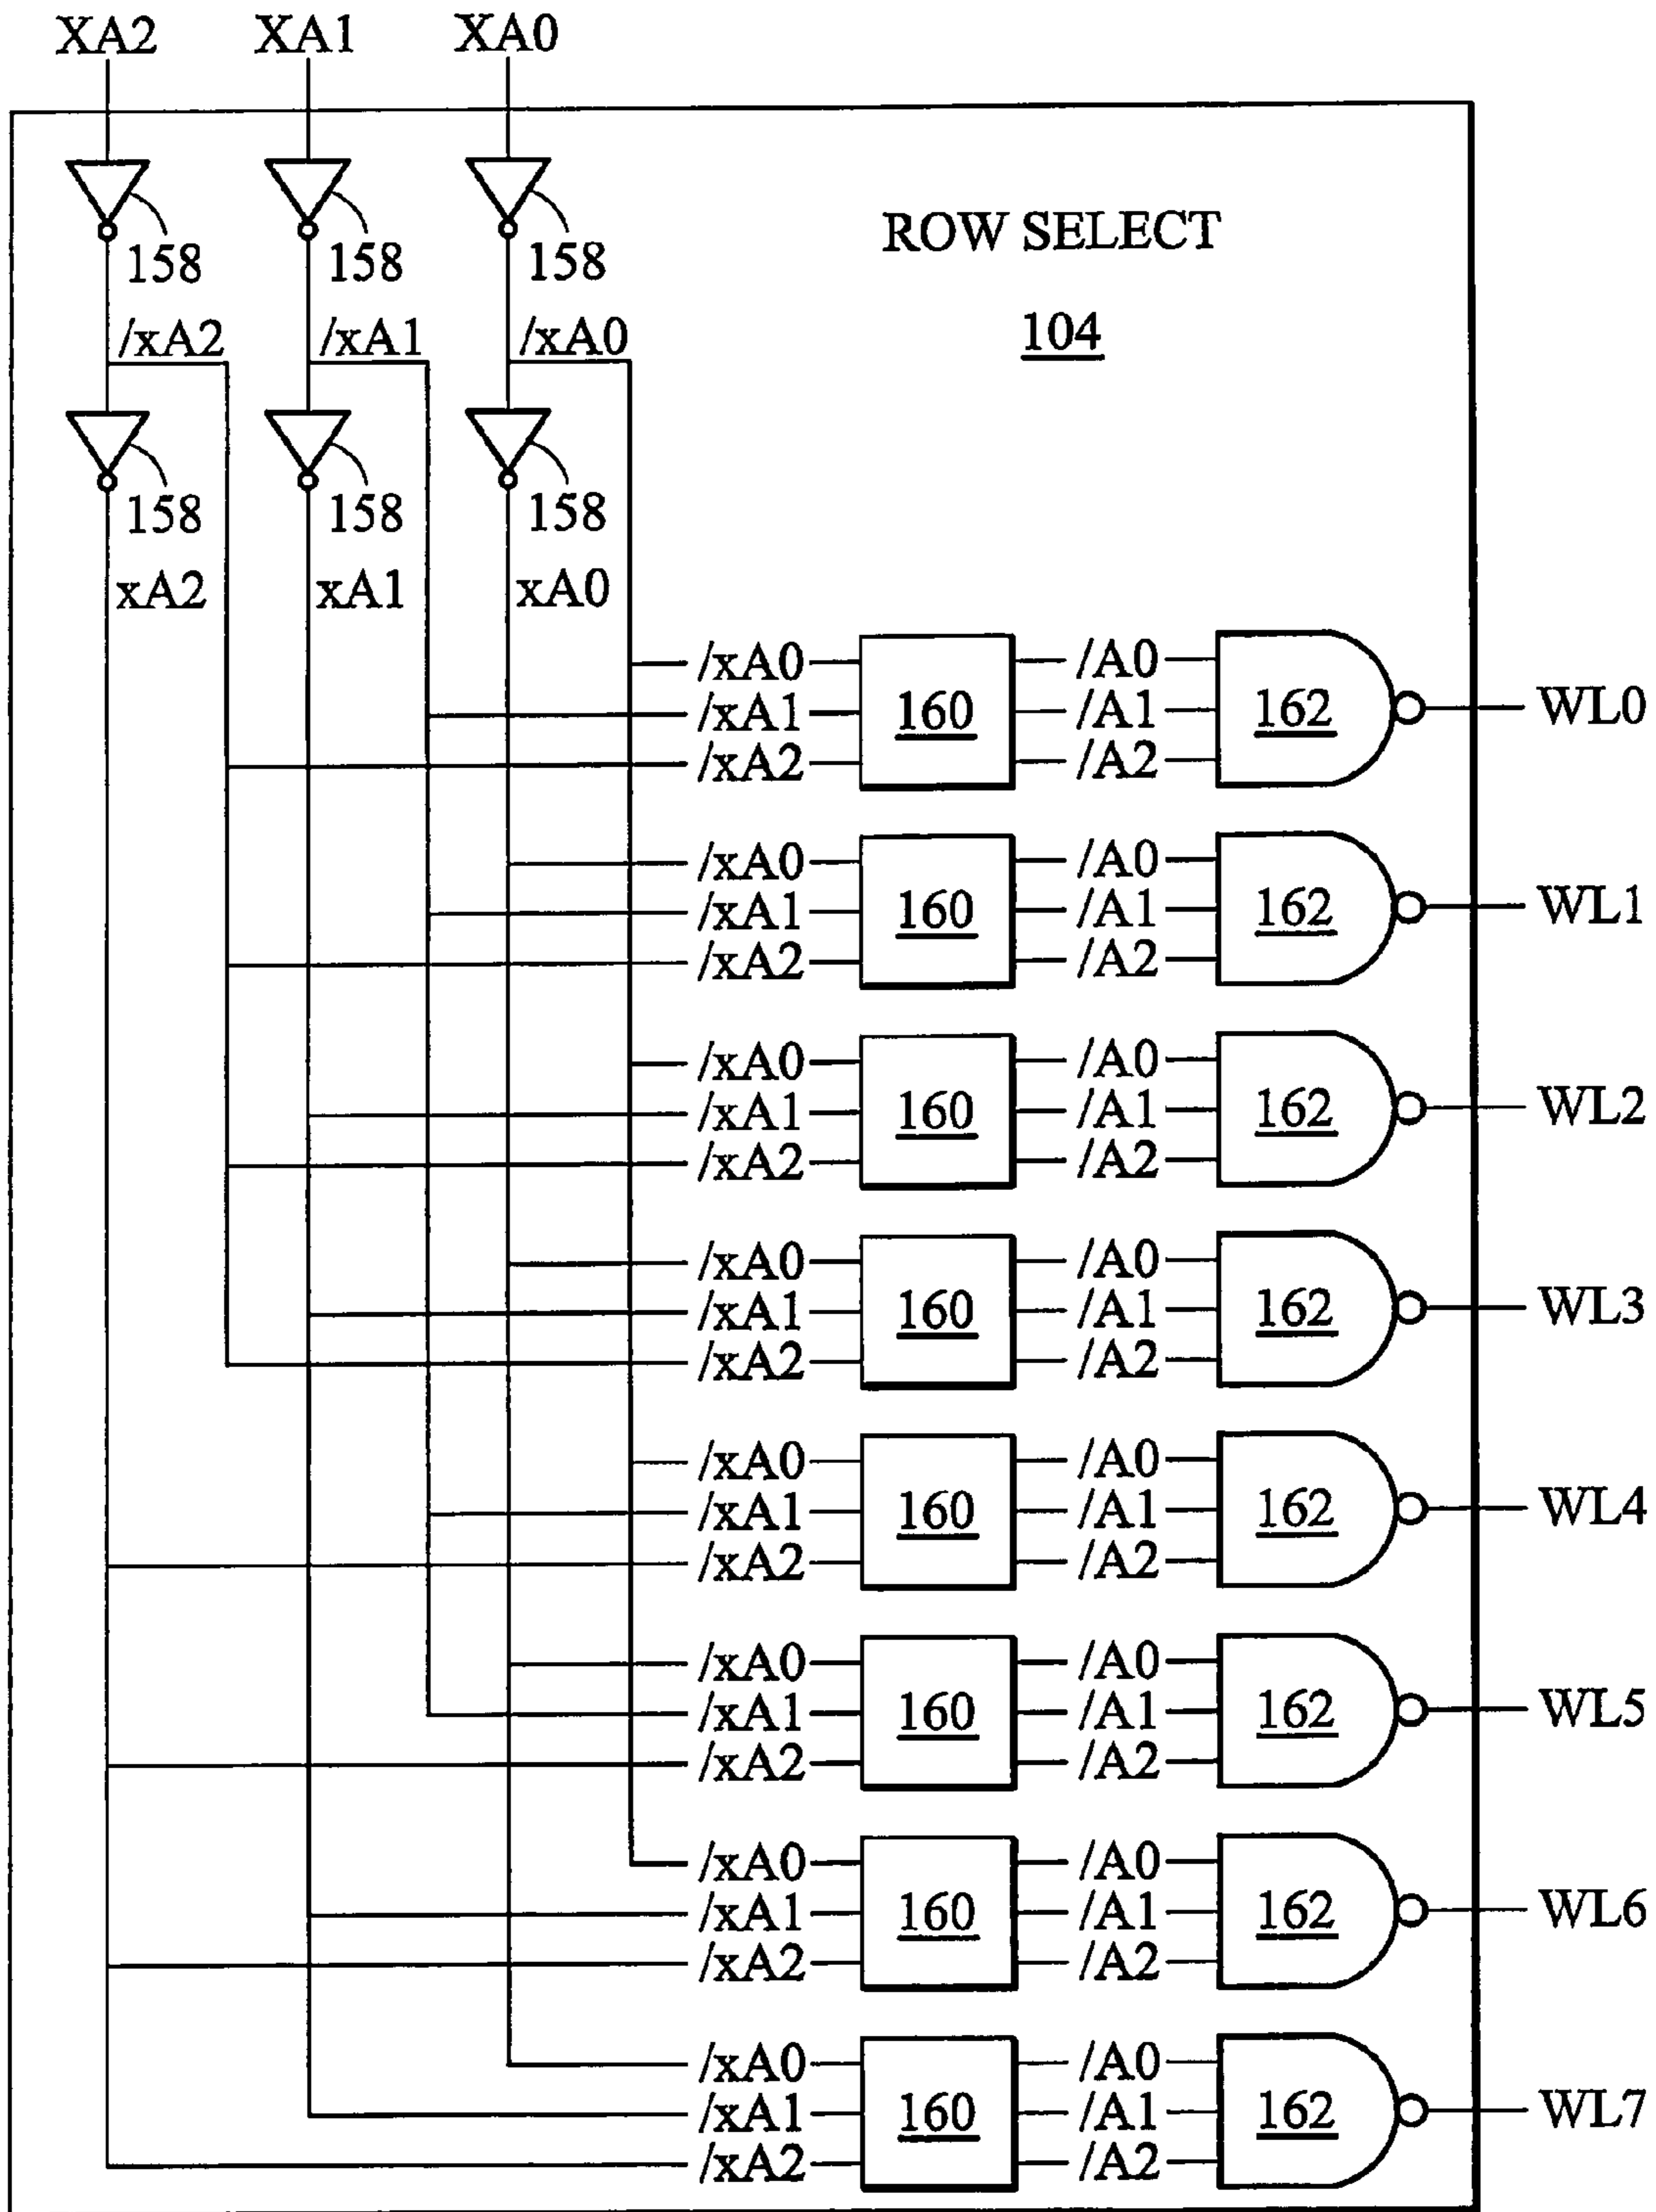 XA2 XA1 XA0
158 158 158
ROW SELECT
104
/xA2 /xA1 /xA0
158 158 158
xA2 xA1 xA0
/xA0 /A0
/xA1 160 /A1 162 WL0
/xA2 /A2
/xA0 /A0
/xA1 160 /A1 162 WL1
/xA2 /A2
/xA0 /A0
/xA1 160 /A1 162 WL2
/xA2 /A2
/xA0 /A0
/xA1 160 /A1 162 WL3
/xA2 /A2
/xA0 /A0
/xA1 160 /A1 162 WL4
/xA2 /A2
/xA0 /A0
/xA1 160 /A1 162 WL5
/xA2 /A2
/xA0 /A0
/xA1 160 /A1 162 WL6
/xA2 /A2
/xA0 /A0
/xA1 160 /A1 162 WL7
/xA2 /A2